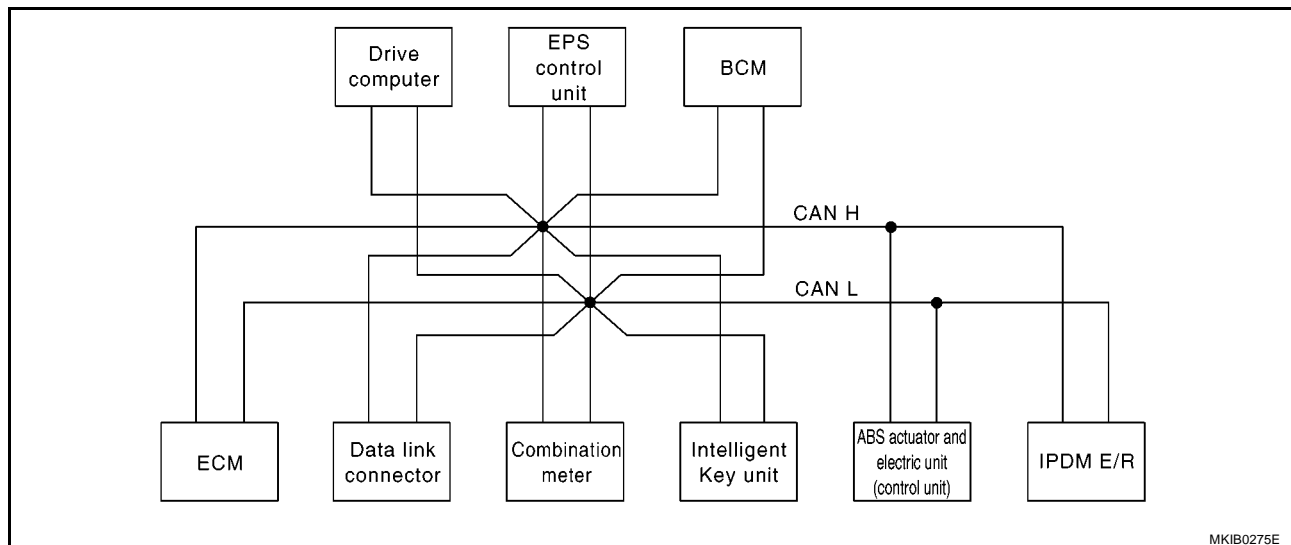 Drive
computer
EPS
control
unit
BCM
CAN H
CAN L
ECM
Data link
connector
Combination
meter
Intelligent
Key unit
ABS actuator and
electric unit
(control unit)
IPDM E/R
MKIB0275E